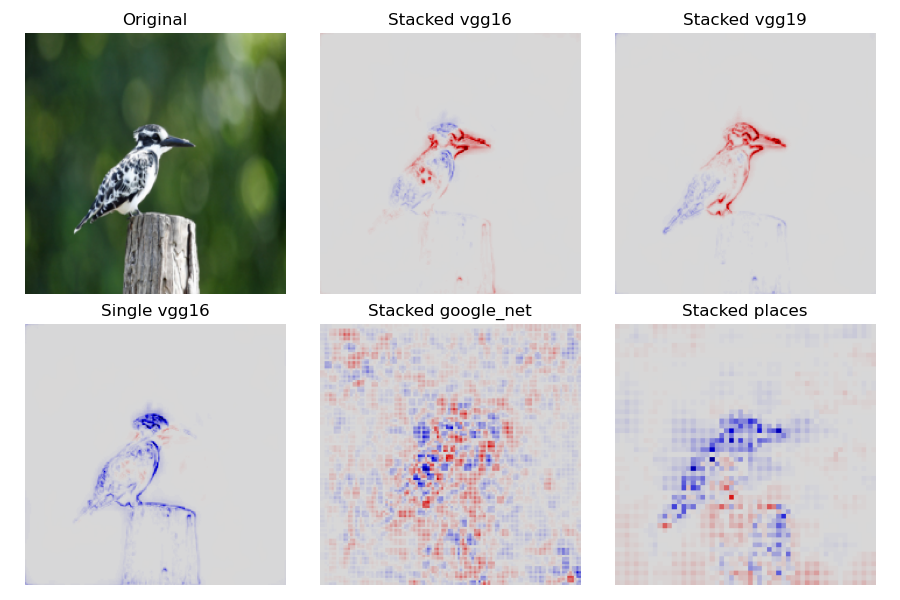 Original
Stacked vgg16
Stacked vgg19
Single vgg16
Stacked google_net
Stacked places